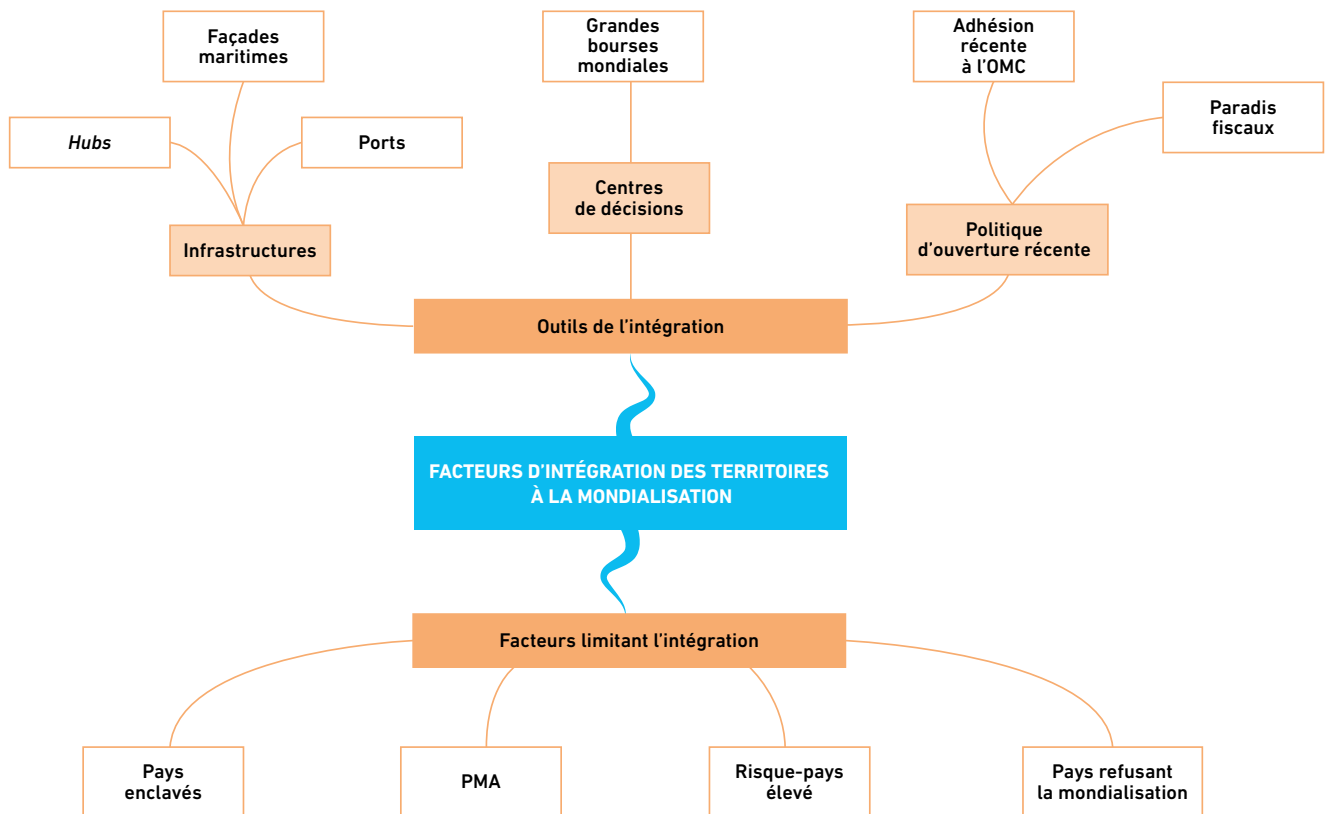 Façades
maritimes
Grandes
bourses
mondiales
Adhésion
récente
à l'OMC
Hubs
Ports
Paradis
fiscaux
Infrastructures
Centres
de décisions
Politique
d'ouverture récente
Outils de l'intégration
FACTEURS D'INTÉGRATION DES TERRITOIRES
À LA MONDIALISATION
Facteurs limitant l'intégration
Pays
enclavés
PMA
Risque-pays
élevé
Pays refusant
la mondialisation